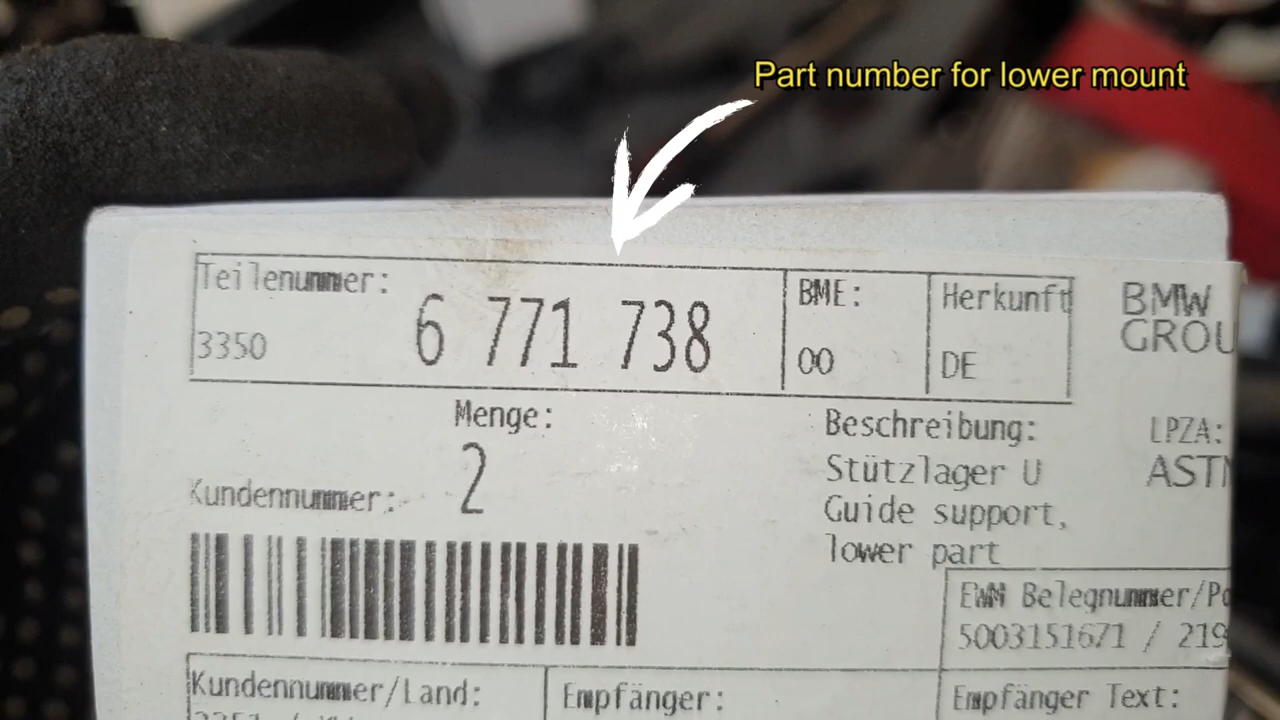 Part number for lower mount
Teilenummer:
3350
6 771 738
BME:
00
Herkunft
DE
BMW
GROU
Menge:
2
Kundennummer:
Beschreibung:
Stützlager U
Guide support,
lower part
LPZA:
ASTN
EWM Belegnummer/Po
5003151671 / 219
Kundennummer/Land:
Empfänger:
Empfänger Text: